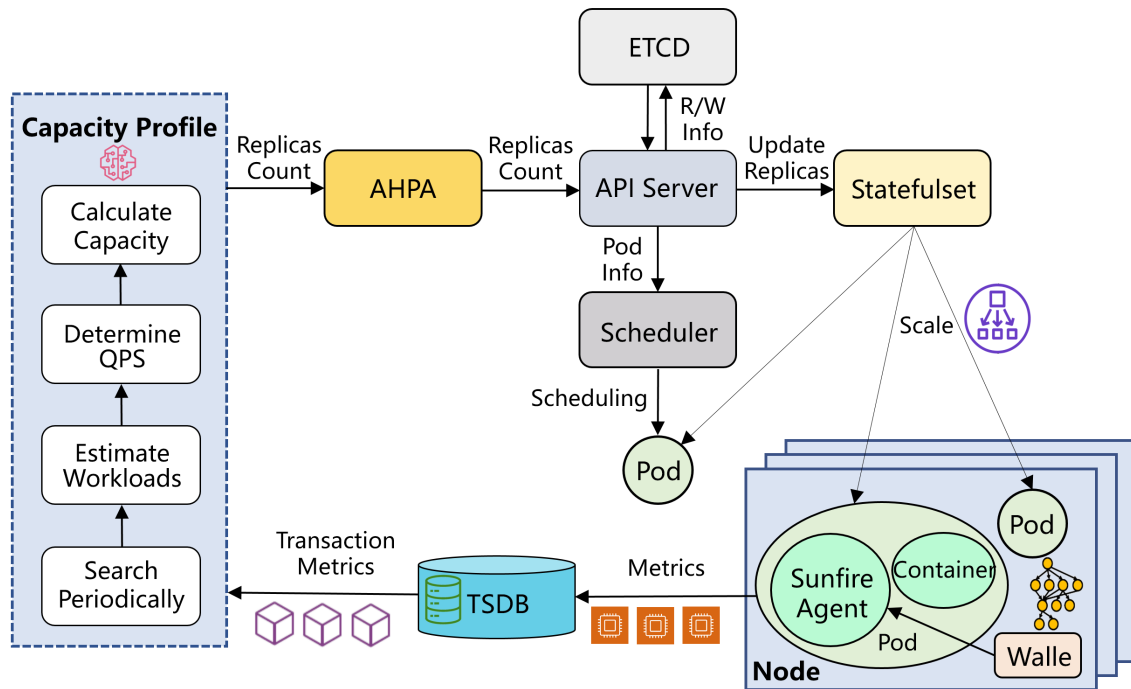 ETCD
R/W
Info
Capacity Profile
Replicas
Count
AHPA
Replicas
Count
API Server
Update
Replicas
Statefulset
Calculate
Capacity
Pod
Info
Determine
QPS
Scheduler
Scale
Scheduling
Estimate
Workloads
Pod
Pod
Search
Periodically
Transaction
Metrics
TSDB
Metrics
Sunfire
Agent
Container
Pod
Walle
Node